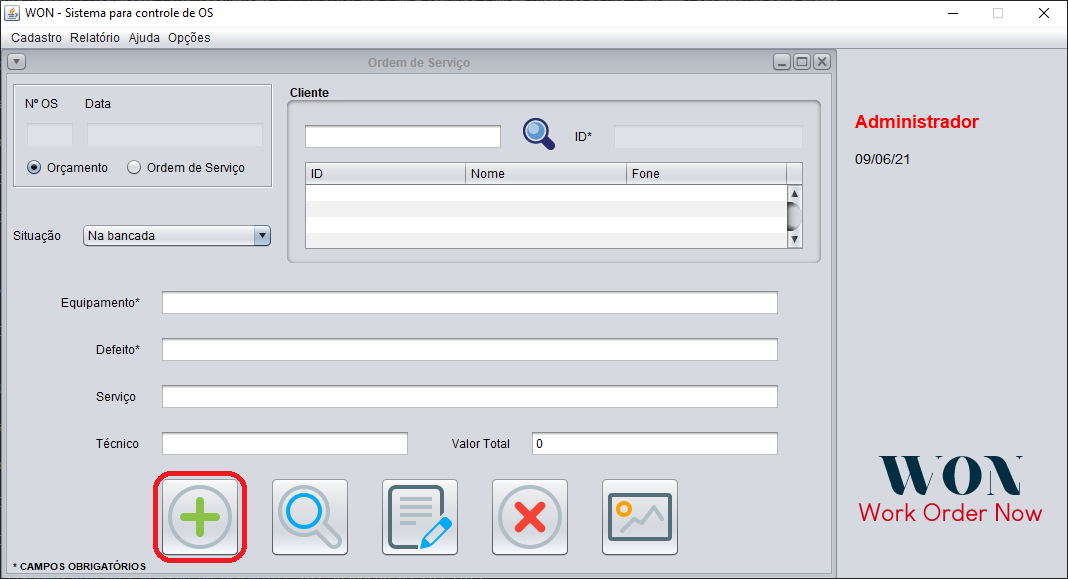 WON - Sistema para controle de OS
Cadastro Relatório Ajuda Opções
Ordem de Serviço
Nº OS Data
Orçamento Ordem de Serviço
Situação Na bancada
Cliente
ID*
ID Nome Fone
Equipamento*
Defeito*
Serviço
Técnico Valor Total 0
* CAMPOS OBRIGATÓRIOS
Administrador
09/06/21
WON
Work Order Now